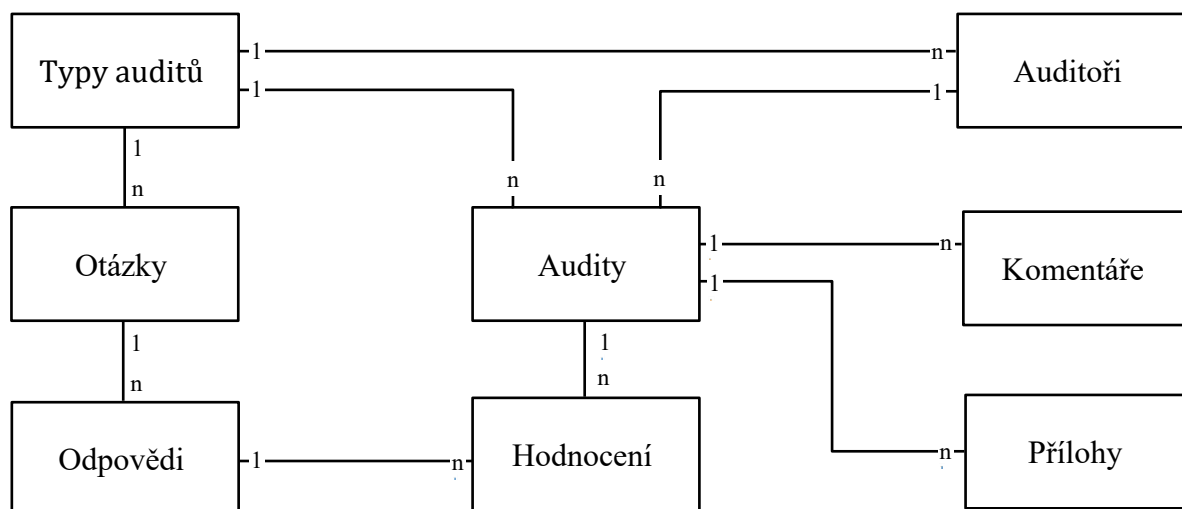 Typy auditů
1
n
Auditoři
1
1
1
n
n
n
Otázky
Audity
1
n
Komentáře
1
1
n
1
n
Odpovědi
1
n
Hodnocení
n
Přílohy